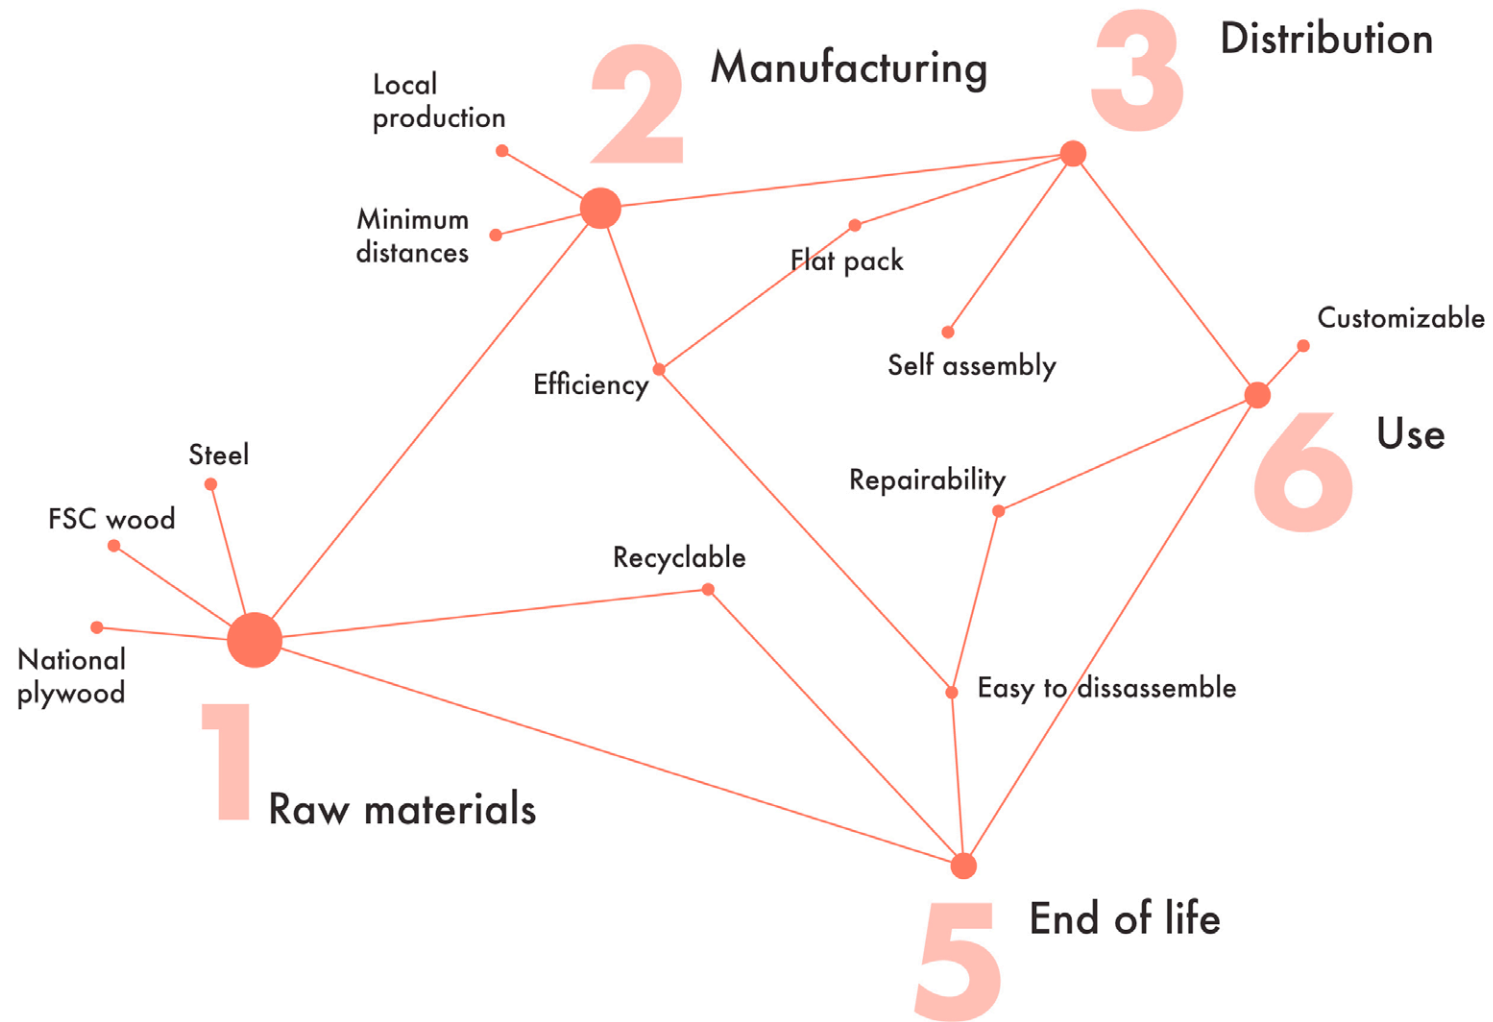 2 Manufacturing
3 Distribution
Local
production
Minimum
distances
Flat pack
Self assembly
Efficiency
Customizable
6 Use
Steel
FSC wood
National
plywood
Repairability
Recyclable
Easy to dissassemble
1 Raw materials
5 End of life